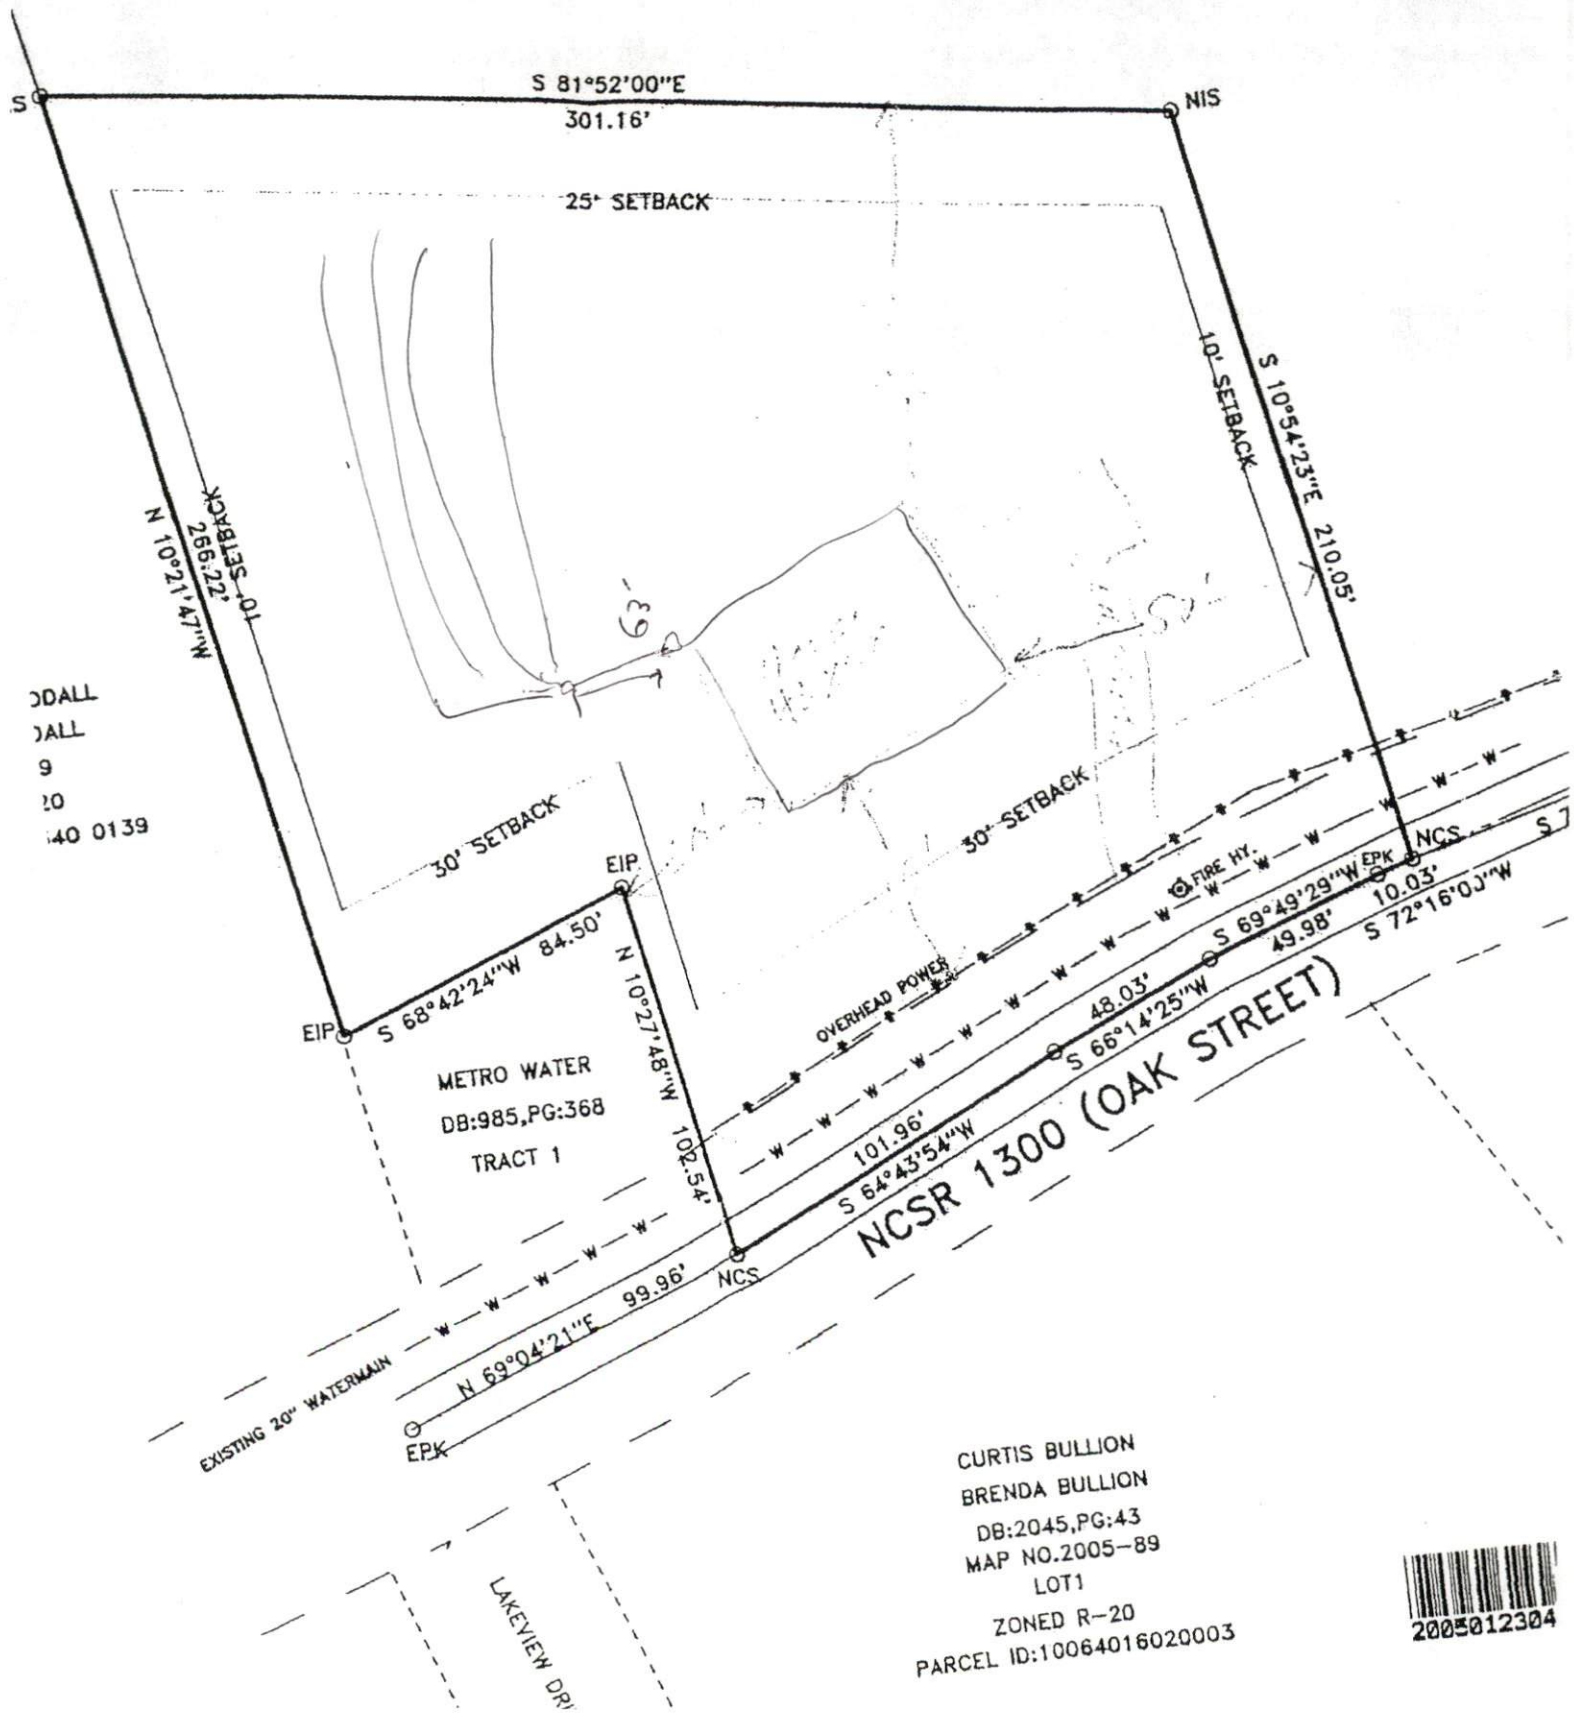 S 81°52'00"E
301.16'
S
NIS
25' SETBACK
10' SETBACK
S 10°54'23"E 210.05'
10' SETBACK
266.22'
N 10°21'47"W
63'
ODALL
DALL
9
20
40 0139
30' SETBACK
30' SETBACK
EIP
EIP
S 68°42'24"W 84.50'
N 10°27'48"W 102.54'
METRO WATER
DB:985,PG:368
TRACT 1
OVERHEAD POWER
FIRE HY.
EPK
NCS
10.03'
S 7
S 69°49'29"W
49.98'
S 72°16'00"W
48.03'
S 66°14'25"W
101.96'
S 64°43'54"W
NCSR 1300 (OAK STREET)
W W W W W W W W W W W W W W W W
W W W W W
NCS
99.96'
N 69°04'21"E
EXISTING 20" WATERMAIN
EPK
LAKEVIEW DRI
CURTIS BULLION
BRENDA BULLION
DB:2045,PG:43
MAP NO.2005-89
LOT1
ZONED R-20
PARCEL ID:10064016020003
2005012304